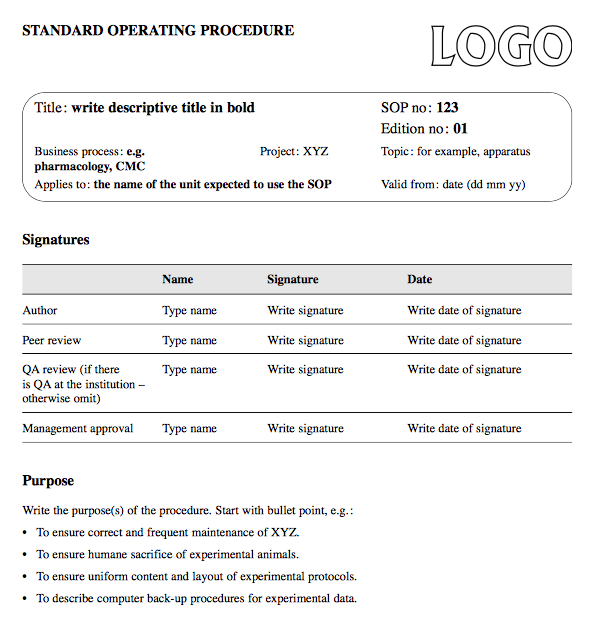 STANDARD OPERATING PROCEDURE
LOGO
Title: write descriptive title in bold
SOP no: 123
Edition no: 01
Business process: e.g. pharmacology, CMC
Project: XYZ
Topic: for example, apparatus
Applies to: the name of the unit expected to use the SOP
Valid from: date (dd mm yy)
Signatures
Name Signature Date
Author Type name Write signature Write date of signature
Peer review Type name Write signature Write date of signature
QA review (if there Type name Write signature Write date of signature
is QA at the institution –
otherwise omit)
Management approval Type name Write signature Write date of signature
Purpose
Write the purpose(s) of the procedure. Start with bullet point, e.g.:
• To ensure correct and frequent maintenance of XYZ.
• To ensure humane sacrifice of experimental animals.
• To ensure uniform content and layout of experimental protocols.
• To describe computer back-up procedures for experimental data.